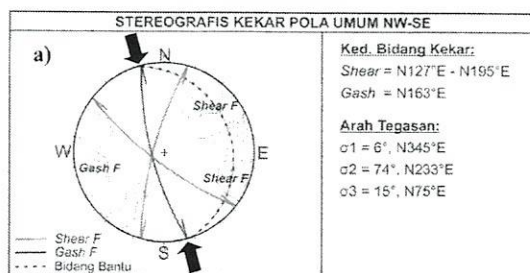 STEREOGRAFIS KEKAR POLA UMUM NW-SE
a)
N
Shear F
W
E
Gash F
Shear F
S
Shear F
Gash F
Bidang Bantu
Ked. Bidang Kekar:
Shear = N127°E - N195°E
Gash = N163°E
Arah Tegasan:
σ1 = 6°, N345°E
σ2 = 74°, N233°E
σ3 = 15°, N75°E